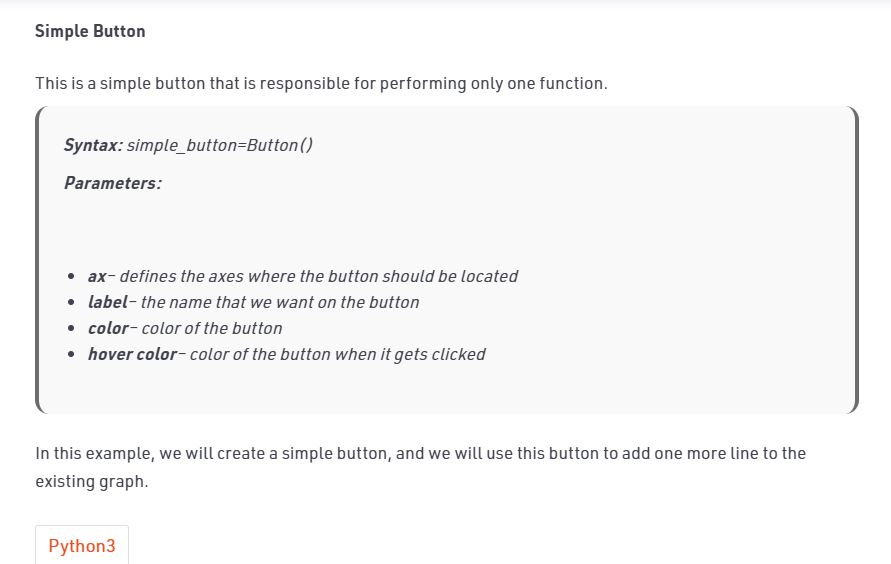 Simple Button
This is a simple button that is responsible for performing only one function.
Syntax: simple_button=Button()
Parameters:
• ax– defines the axes where the button should be located
• label– the name that we want on the button
• color– color of the button
• hover color– color of the button when it gets clicked
In this example, we will create a simple button, and we will use this button to add one more line to the
existing graph.
Python3